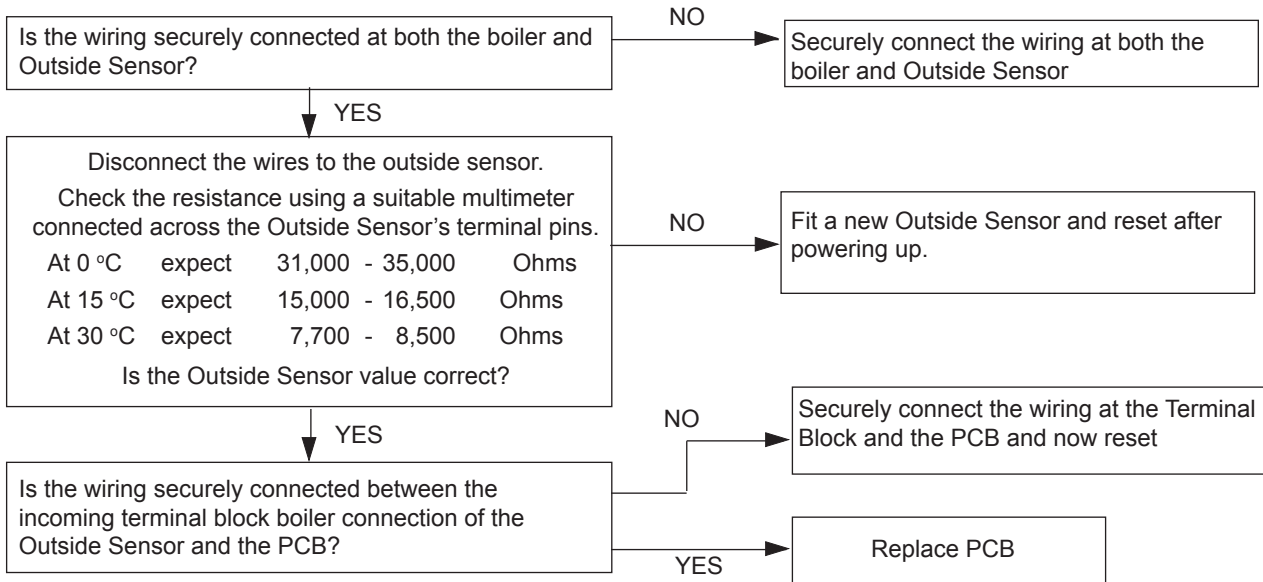 Is the wiring securely connected at both the boiler and
Outside Sensor?
NO
Securely connect the wiring at both the
boiler and Outside Sensor
YES
Disconnect the wires to the outside sensor.
Check the resistance using a suitable multimeter
connected across the Outside Sensor’s terminal pins.
At 0 ºC expect 31,000 - 35,000 Ohms
At 15 ºC expect 15,000 - 16,500 Ohms
At 30 ºC expect 7,700 - 8,500 Ohms
Is the Outside Sensor value correct?
NO
Fit a new Outside Sensor and reset after
powering up.
YES
Is the wiring securely connected between the
incoming terminal block boiler connection of the
Outside Sensor and the PCB?
NO
Securely connect the wiring at the Terminal
Block and the PCB and now reset
YES
Replace PCB